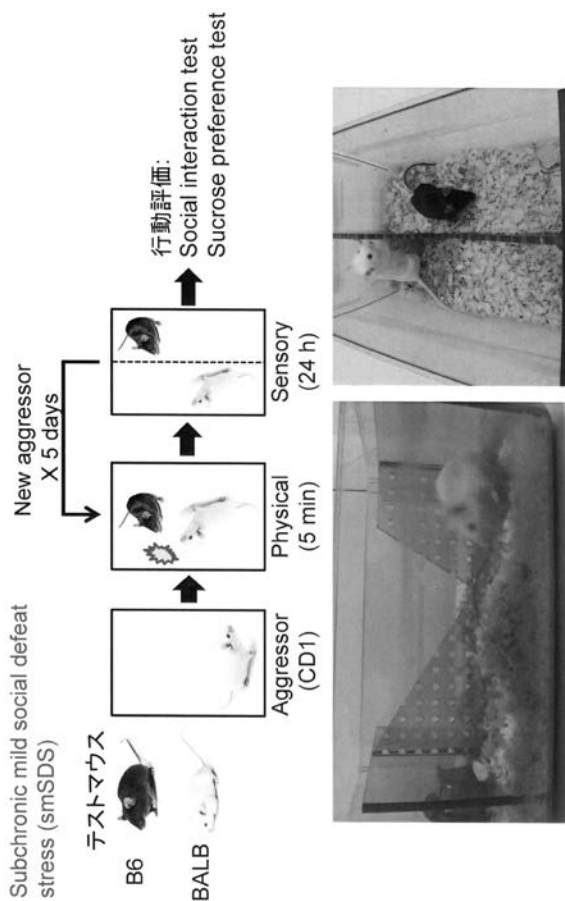 Subchronic mild social defeat
stress (smSDS)
テストマウス
B6
BALB
New aggressor
X 5 days
Aggressor
(CD1)
Physical
(5 min)
Sensory
(24 h)
行動評価:
Social interaction test
Sucrose preference test